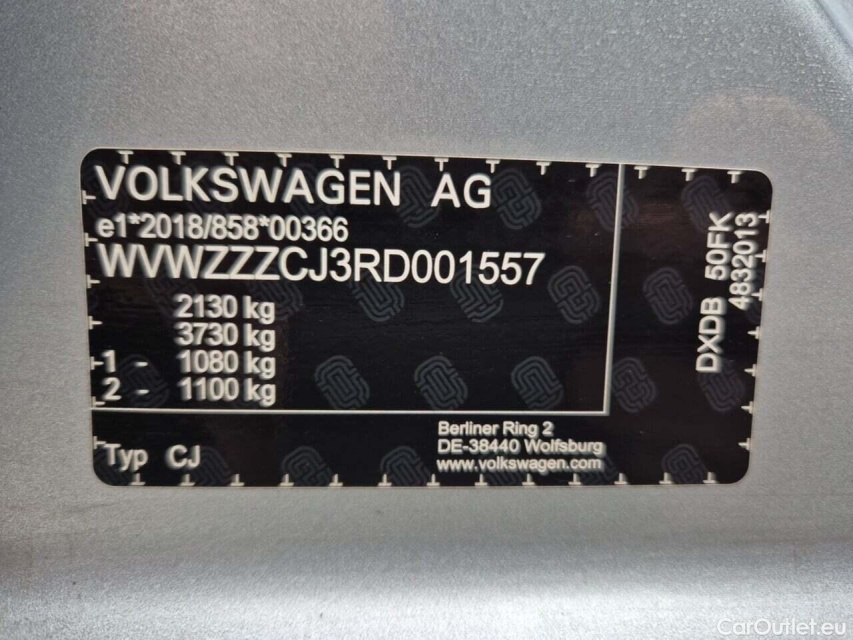 VOLKSWAGEN AG
e1*2018/858*00366
WVWZZZCJ3RD001557
2130 kg
3730 kg
1 - 1080 kg
2 - 1100 kg
Typ CJ
Berliner Ring 2
DE-38440 Wolfsburg
www.volkswagen.com
DXDB 50FK
4832013
CarOutlet.eu